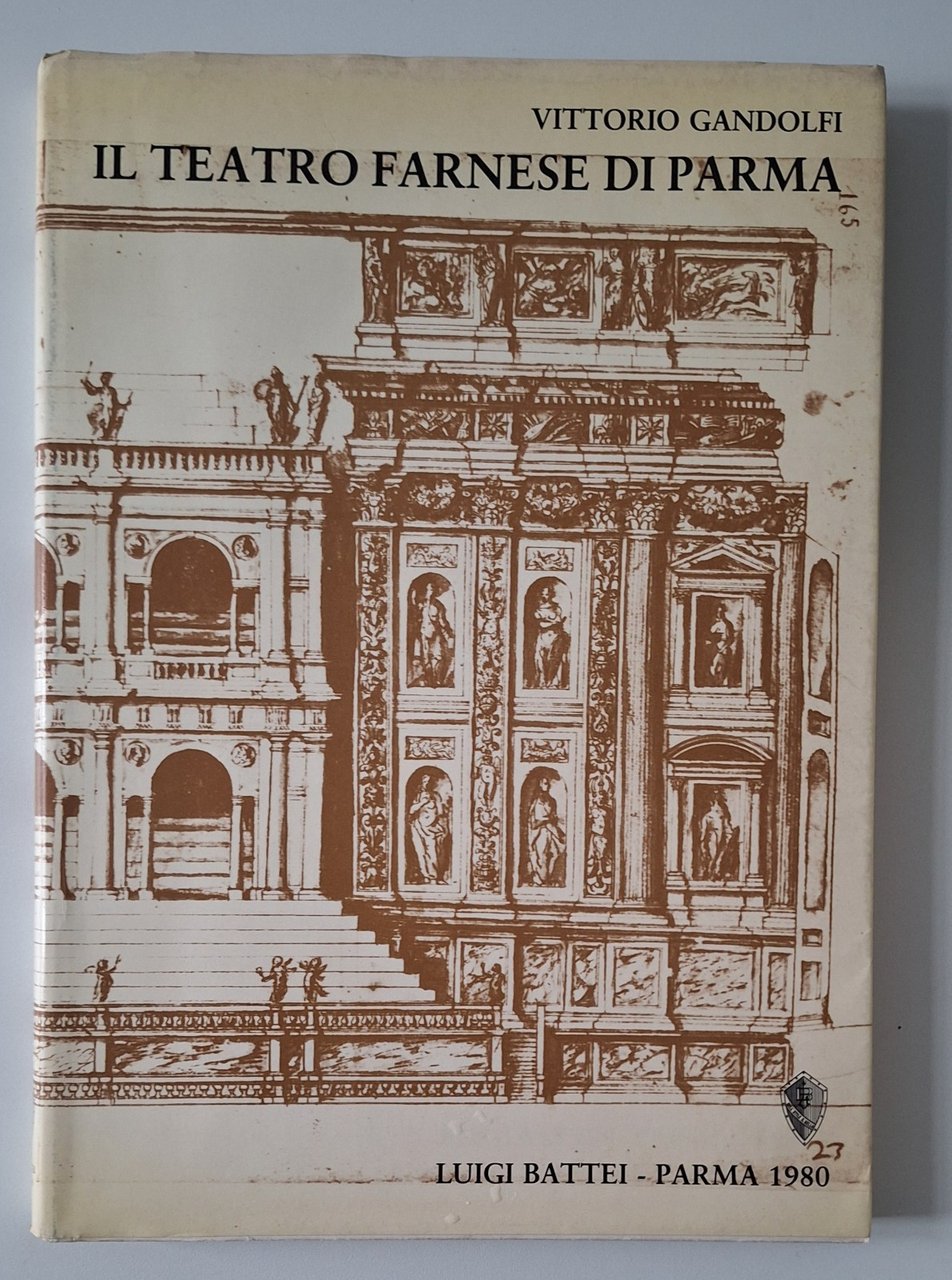 VITTORIO GANDOLFI
IL TEATRO FARNESE DI PARMA
165
23
LUIGI BATTEI - PARMA 1980